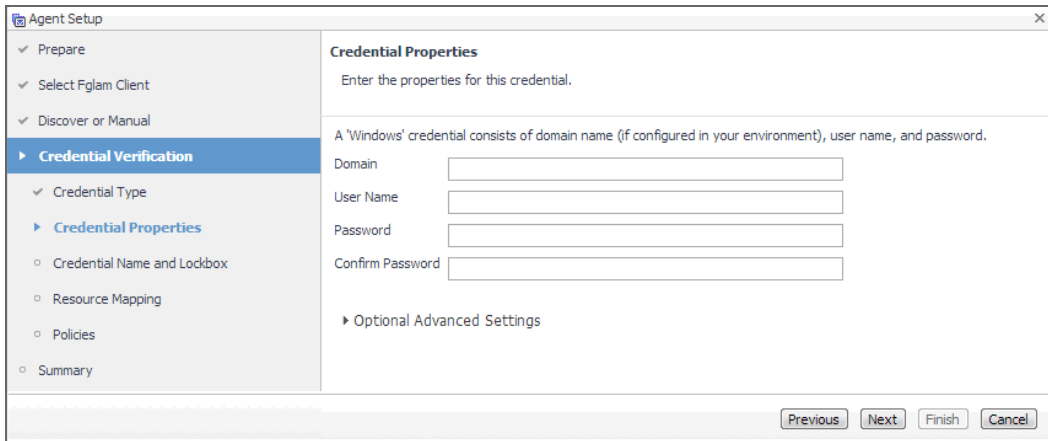 Agent Setup
Prepare
Select Fglam Client
Discover or Manual
Credential Verification
Credential Type
Credential Properties
Credential Name and Lockbox
Resource Mapping
Policies
Summary
Credential Properties
Enter the properties for this credential.
A 'Windows' credential consists of domain name (if configured in your environment), user name, and password.
Domain
User Name
Password
Confirm Password
Optional Advanced Settings
Previous Next Finish Cancel